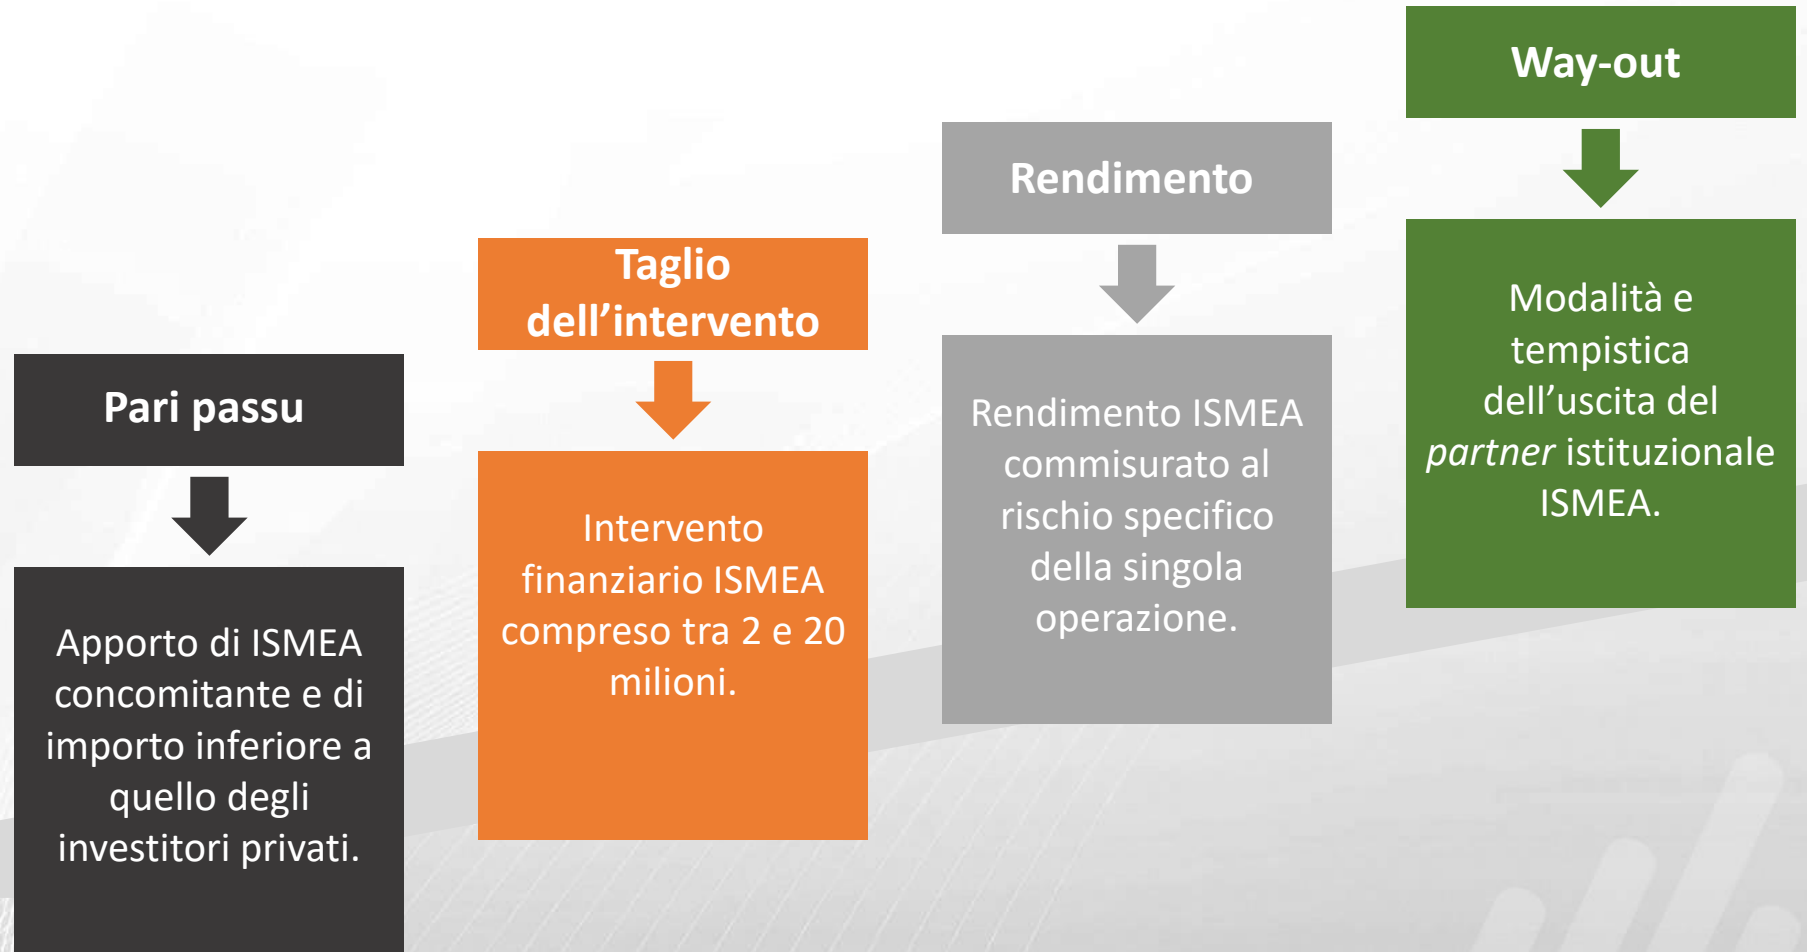 Pari passu
Apporto di ISMEA
concomitante e di
importo inferiore a
quello degli
investitori privati.
Taglio
dell’intervento
Intervento
finanziario ISMEA
compreso tra 2 e 20
milioni.
Rendimento
Rendimento ISMEA
commisurato al
rischio specifico
della singola
operazione.
Way-out
Modalità e
tempistica
dell’uscita del
partner istituzionale
ISMEA.